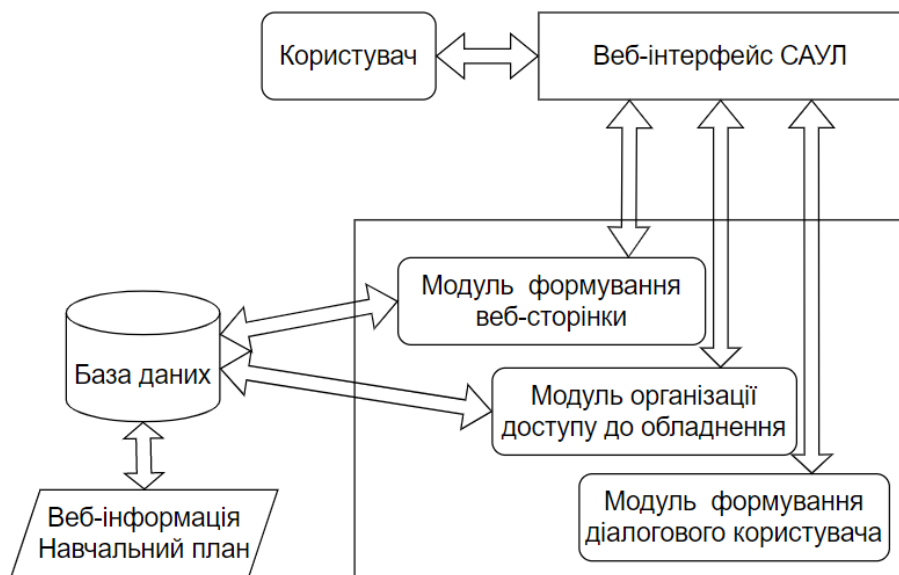 Користувач
Веб-інтерфейс САУЛ
Модуль формування
веб-сторінки
База даних
Модуль організації
доступу до обладнення
Веб-інформація
Навчальний план
Модуль формування
діалогового користувача